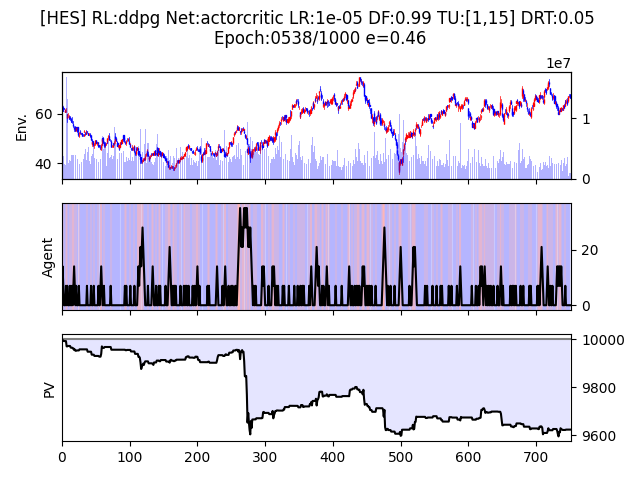 [HES] RL:ddpg Net:actorcritic LR:1e-05 DF:0.99 TU:[1,15] DRT:0.05
Epoch:0538/1000 e=0.46
1e7
Env.
60
40
1
0
Agent
20
0
PV
10000
9800
9600
0 100 200 300 400 500 600 700